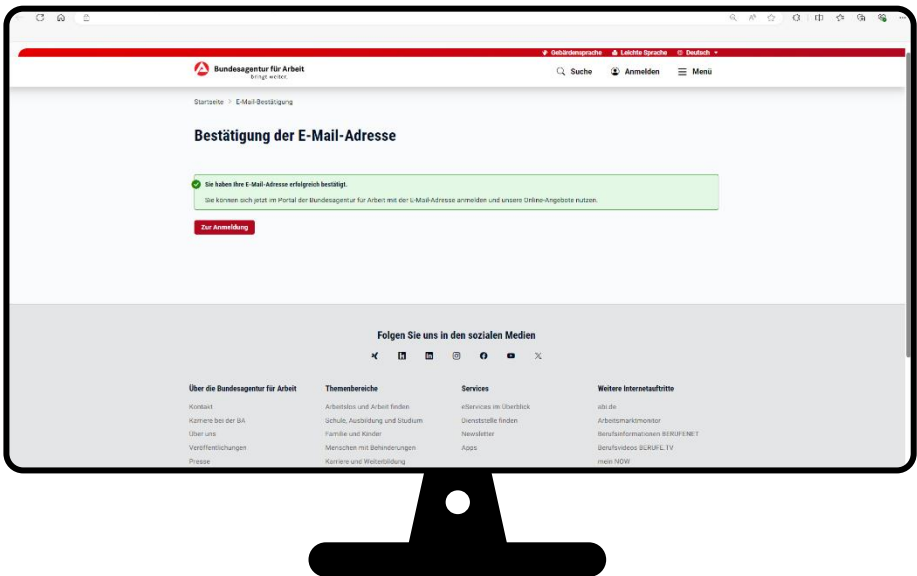 Gebärdensprache Leichte Sprache Deutsch
Bundesagentur für Arbeit
bringt weiter.
Suche Anmelden Menü
Startseite E-Mail-Bestätigung
Bestätigung der E-Mail-Adresse
Sie haben Ihre E-Mail-Adresse erfolgreich bestätigt.
Sie können sich jetzt im Portal der Bundesagentur für Arbeit mit der E-Mail-Adresse anmelden und unsere Online-Angebote nutzen.
Zur Anmeldung
Folgen Sie uns in den sozialen Medien
Über die Bundesagentur für Arbeit
Kontakt
Karriere bei der BA
Über uns
Veröffentlichungen
Presse
Themenbereiche
Arbeitslos und Arbeit finden
Schule, Ausbildung und Studium
Familie und Kinder
Menschen mit Behinderungen
Karriere und Weiterbildung
Services
eServices im Überblick
Dienststelle finden
Newsletter
Apps
Weitere Internetauftritte
abi.de
Arbeitsmarktmonitor
Berufsinformationen BERUFENET
Berufsvideos BERUFE.TV
mein NOW